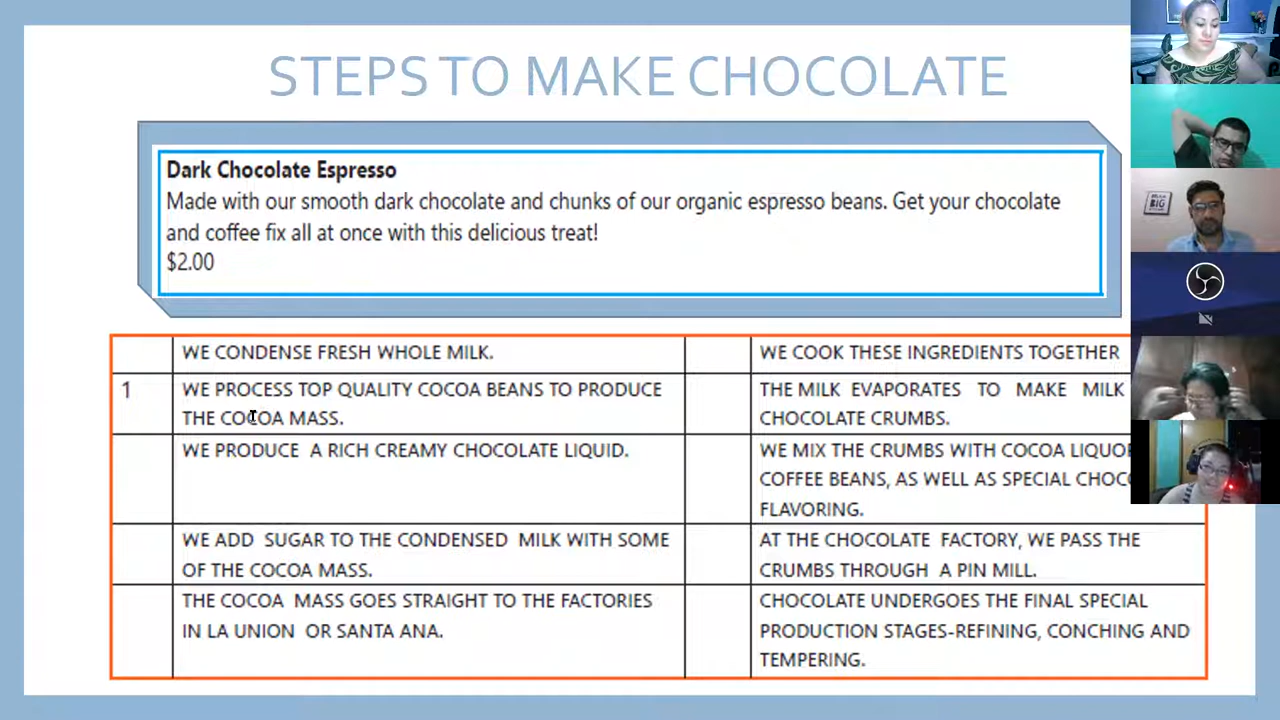 STEPS TO MAKE CHOCOLATE
Dark Chocolate Espresso
Made with our smooth dark chocolate and chunks of our organic espresso beans. Get your chocolate
and coffee fix all at once with this delicious treat!
$2.00
WE CONDENSE FRESH WHOLE MILK.
WE COOK THESE INGREDIENTS TOGETHER
1
WE PROCESS TOP QUALITY COCOA BEANS TO PRODUCE
THE COCOA MASS.
THE MILK EVAPORATES TO MAKE MILK
CHOCOLATE CRUMBS.
WE PRODUCE A RICH CREAMY CHOCOLATE LIQUID.
WE MIX THE CRUMBS WITH COCOA
COFFEE BEANS, AS WELL AS SPECIAL
FLAVORING.
WE ADD SUGAR TO THE CONDENSED MILK WITH SOME
OF THE COCOA MASS.
AT THE CHOCOLATE FACTORY, WE PASS THE
CRUMBS THROUGH A PIN MILL.
THE COCOA MASS GOES STRAIGHT TO THE FACTORIES
IN LA UNION OR SANTA ANA.
CHOCOLATE UNDERGOES THE FINAL SPECIAL
PRODUCTION STAGES-REFINING, CONCHING AND
TEMPERING.
BIG